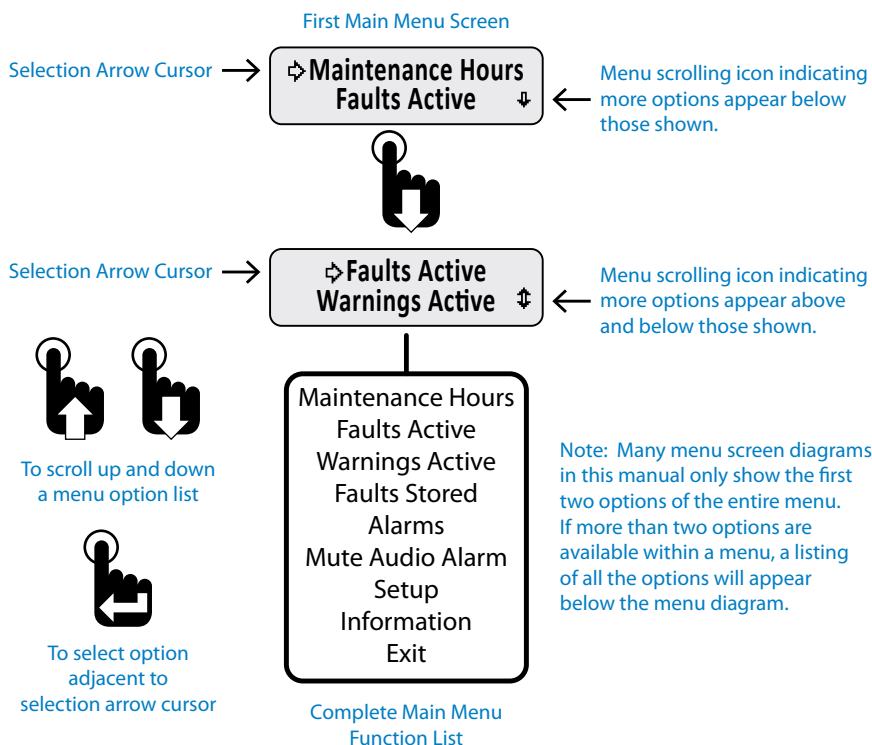 First Main Menu Screen
Selection Arrow Cursor
Maintenance Hours
Faults Active
Menu scrolling icon indicating
more options appear below
those shown.
Selection Arrow Cursor
Faults Active
Warnings Active
Menu scrolling icon indicating
more options appear above
and below those shown.
To scroll up and down
a menu option list
To select option
adjacent to
selection arrow cursor
Maintenance Hours
Faults Active
Warnings Active
Faults Stored
Alarms
Mute Audio Alarm
Setup
Information
Exit
Complete Main Menu
Function List
Note: Many menu screen diagrams
in this manual only show the first
two options of the entire menu.
If more than two options are
available within a menu, a listing
of all the options will appear
below the menu diagram.